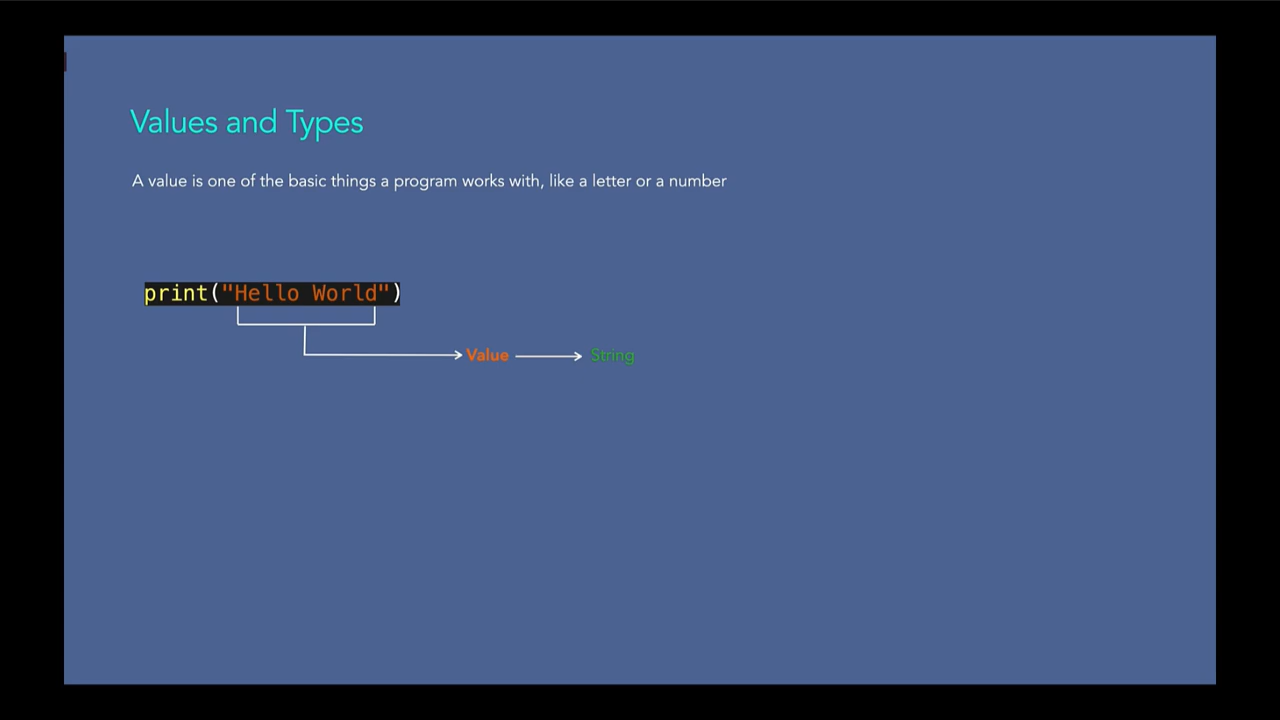 Values and Types
A value is one of the basic things a program works with, like a letter or a number
print("Hello World")
Value String